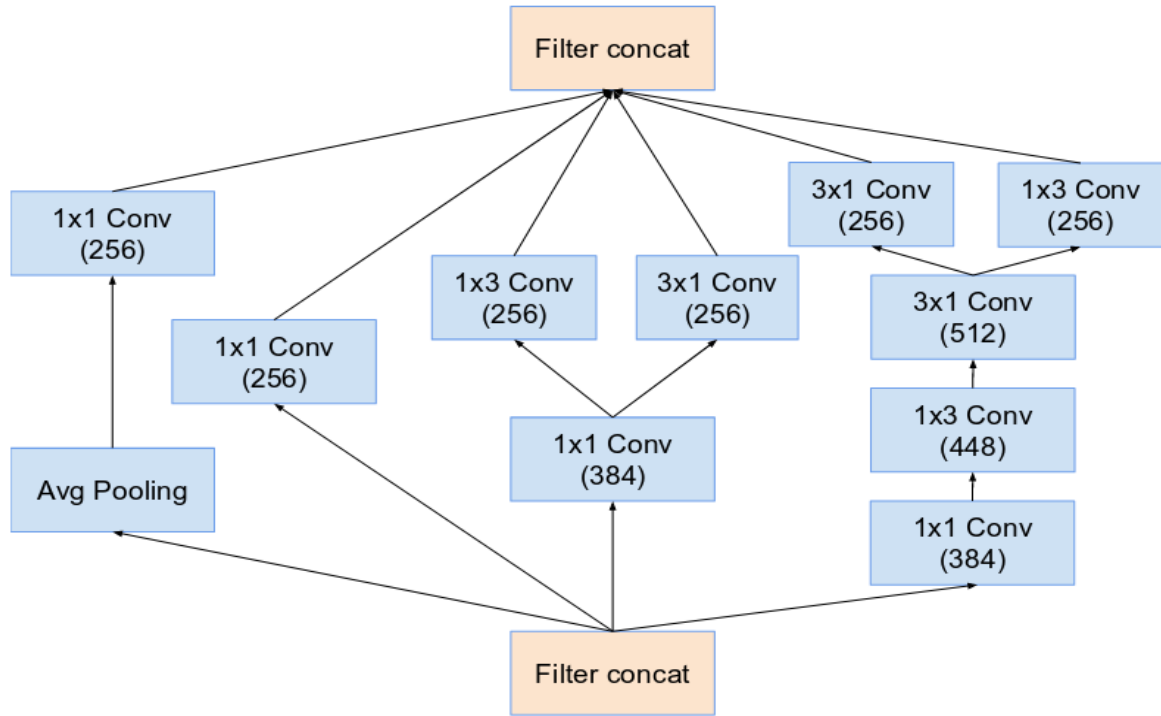 Filter concat
3x1 Conv
(256)
1x3 Conv
(256)
1x1 Conv
(256)
1x3 Conv
(256)
3x1 Conv
(256)
3x1 Conv
(512)
1x1 Conv
(256)
1x3 Conv
(448)
1x1 Conv
(384)
Avg Pooling
1x1 Conv
(384)
Filter concat